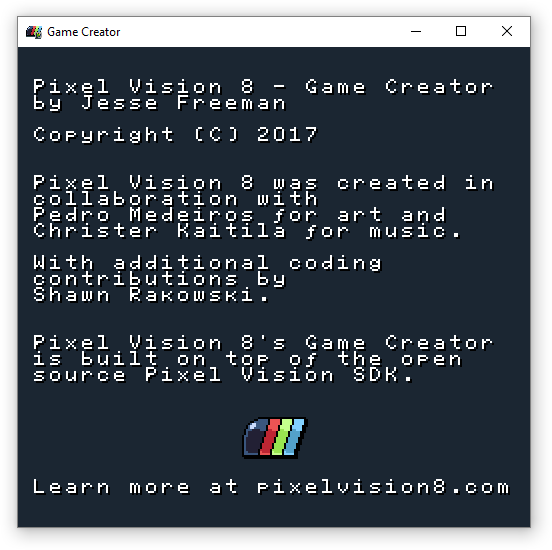 Game Creator
Pixel Vision 8 - Game Creator
by Jesse Freeman
Copyright (C) 2017
Pixel Vision 8 was created in
collaboration with
Pedro Medeiros for art and
Christer Kaitila for music.
With additional coding
contributions by
Shawn Rakowski.
Pixel Vision 8's Game Creator
is built on top of the open
source Pixel Vision SDK.
Learn more at pixelvision8.com